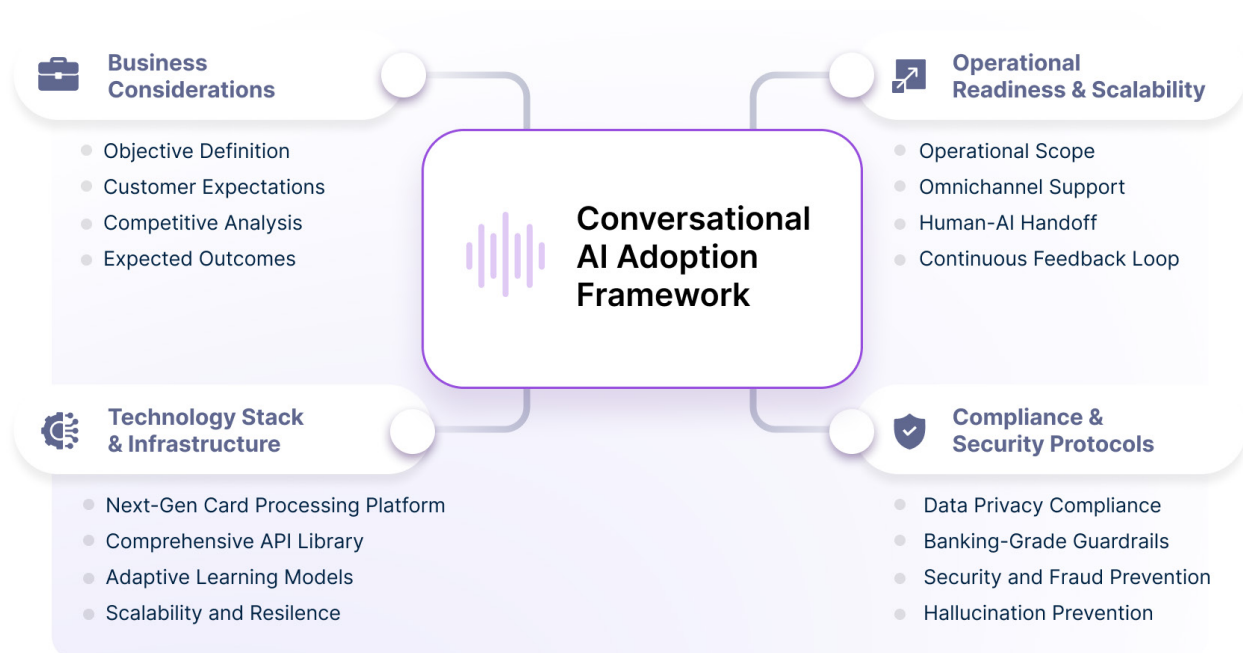 Business
Considerations
Objective Definition
Customer Expectations
Competitive Analysis
Expected Outcomes
Operational
Readiness & Scalability
Operational Scope
Omnichannel Support
Human-AI Handoff
Continuous Feedback Loop
Conversational
AI Adoption
Framework
Technology Stack
& Infrastructure
Next-Gen Card Processing Platform
Comprehensive API Library
Adaptive Learning Models
Scalability and Resilence
Compliance &
Security Protocols
Data Privacy Compliance
Banking-Grade Guardrails
Security and Fraud Prevention
Hallucination Prevention